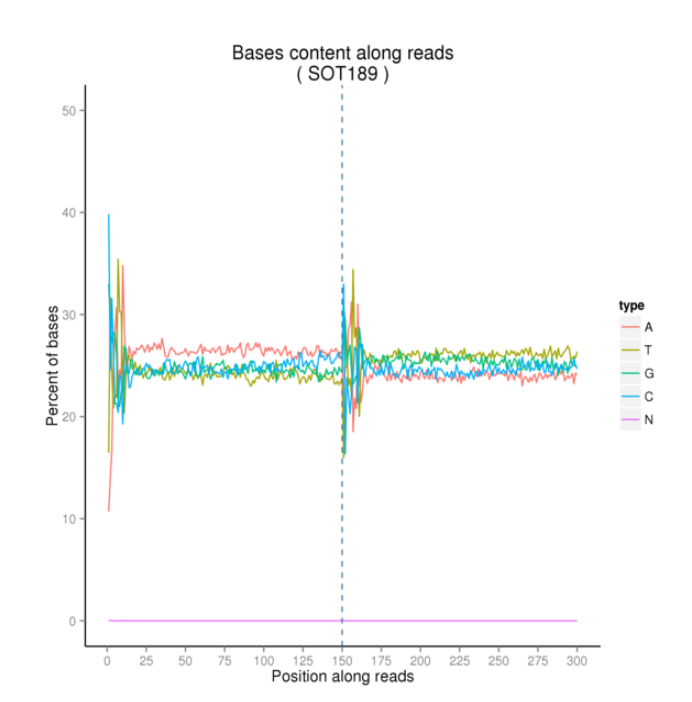 Bases content along reads
( SOT189 )
50
40
30
20
10
0
Percent of bases
0 25 50 75 100 125 150 175 200 225 250 275 300
Position along reads
type
A
T
G
C
N